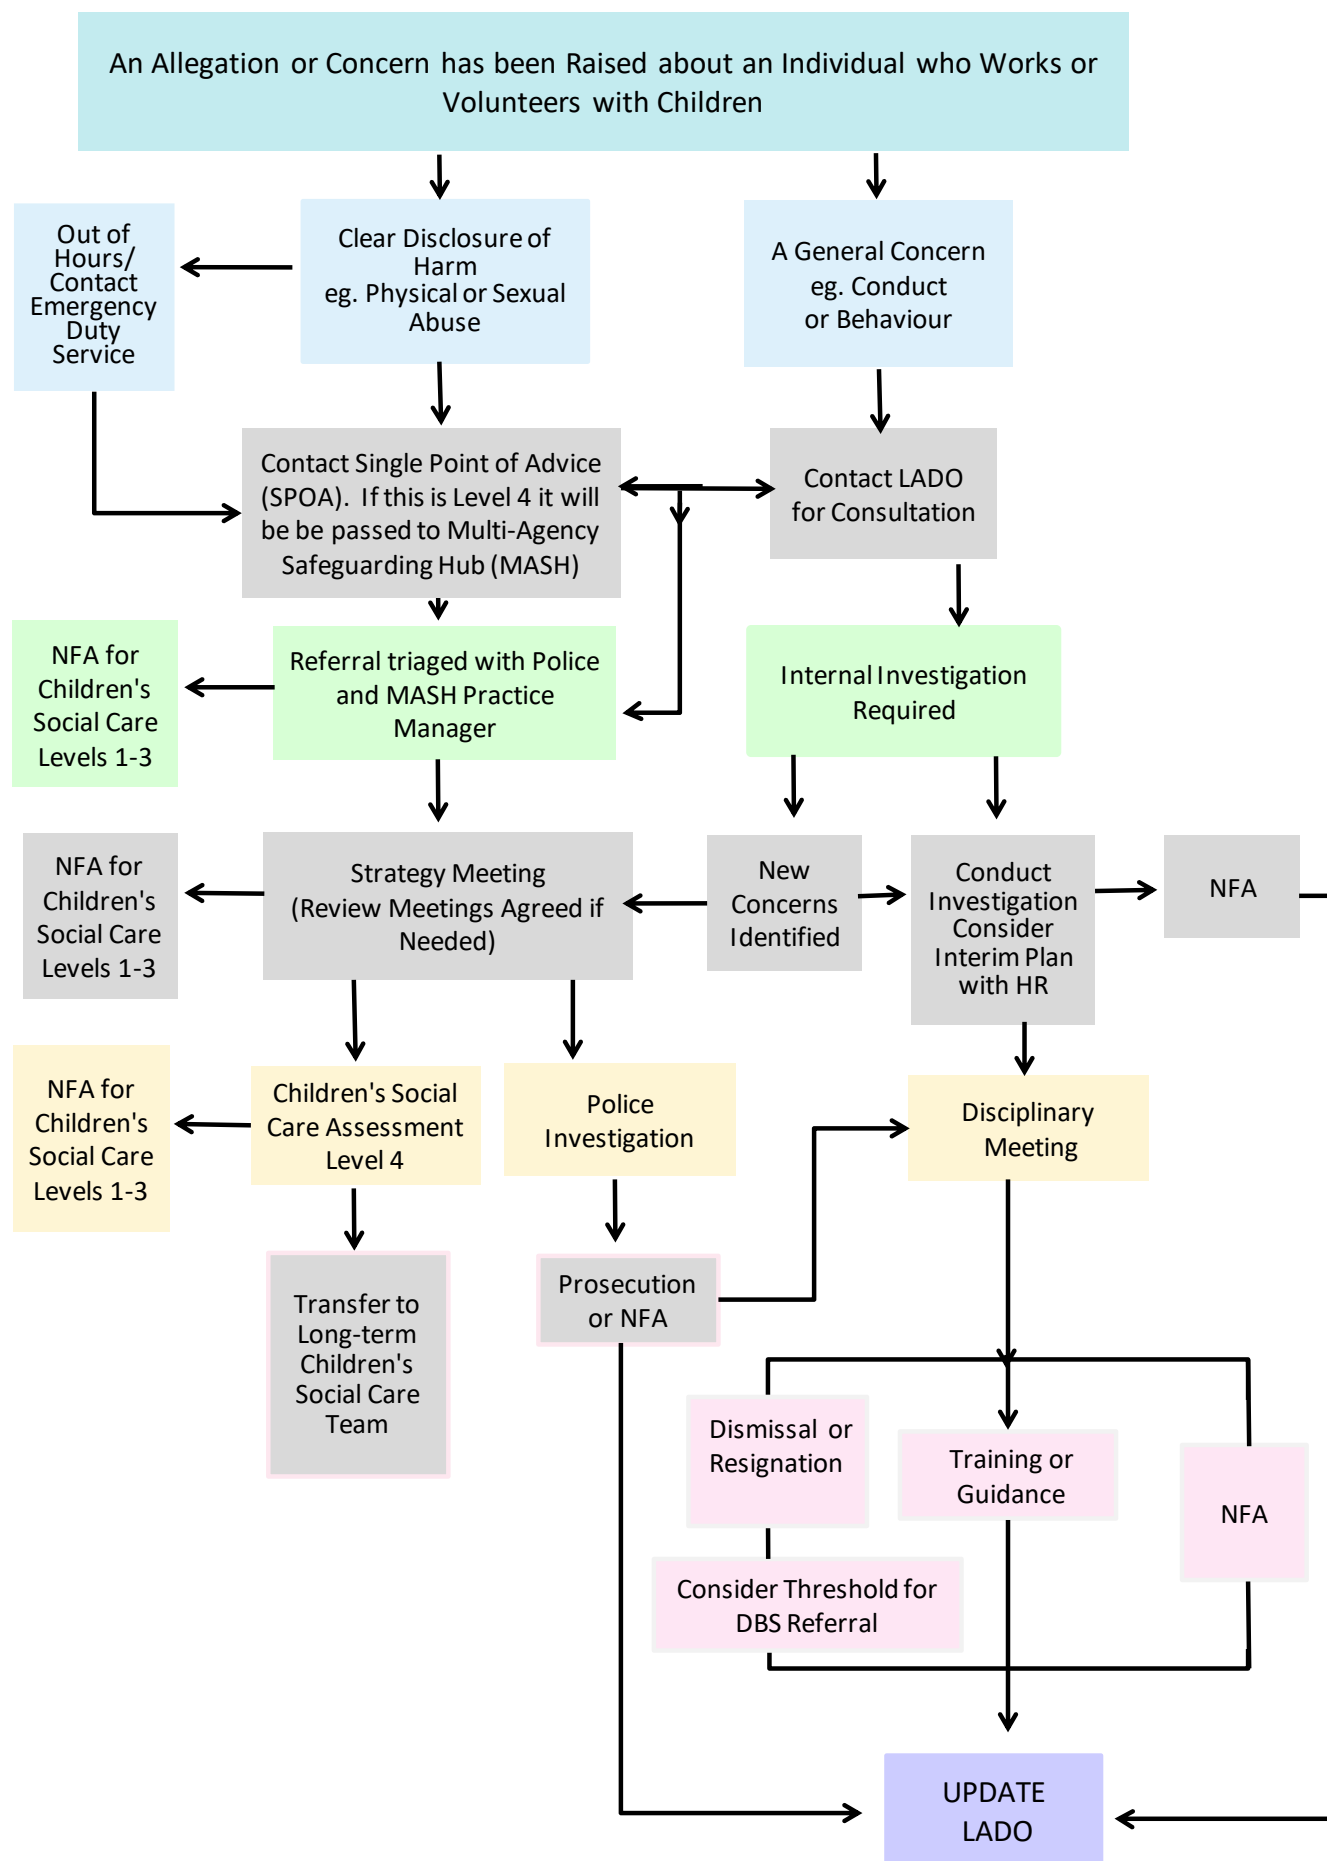 An Allegation or Concern has been Raised about an Individual who Works or
Volunteers with Children
Out of
Hours/
Contact
Emergency
Duty
Service
Clear Disclosure of
Harm
eg. Physical or Sexual
Abuse
A General Concern
eg. Conduct
or Behaviour
Contact Single Point of Advice
(SPOA). If this is Level 4 it will
be be passed to Multi-Agency
Safeguarding Hub (MASH)
Contact LADO
for Consultation
NFA for
Children's
Social Care
Levels 1-3
Referral triaged with Police
and MASH Practice
Manager
Internal Investigation
Required
NFA for
Children's
Social Care
Levels 1-3
Strategy Meeting
(Review Meetings Agreed if
Needed)
New
Concerns
Identified
Conduct
Investigation
Consider
Interim Plan
with HR
NFA
NFA for
Children's
Social Care
Levels 1-3
Children's Social
Care Assessment
Level 4
Police
Investigation
Disciplinary
Meeting
Transfer to
Long-term
Children's
Social Care
Team
Prosecution
or NFA
Dismissal or
Resignation
Training or
Guidance
NFA
Consider Threshold for
DBS Referral
UPDATE
LADO